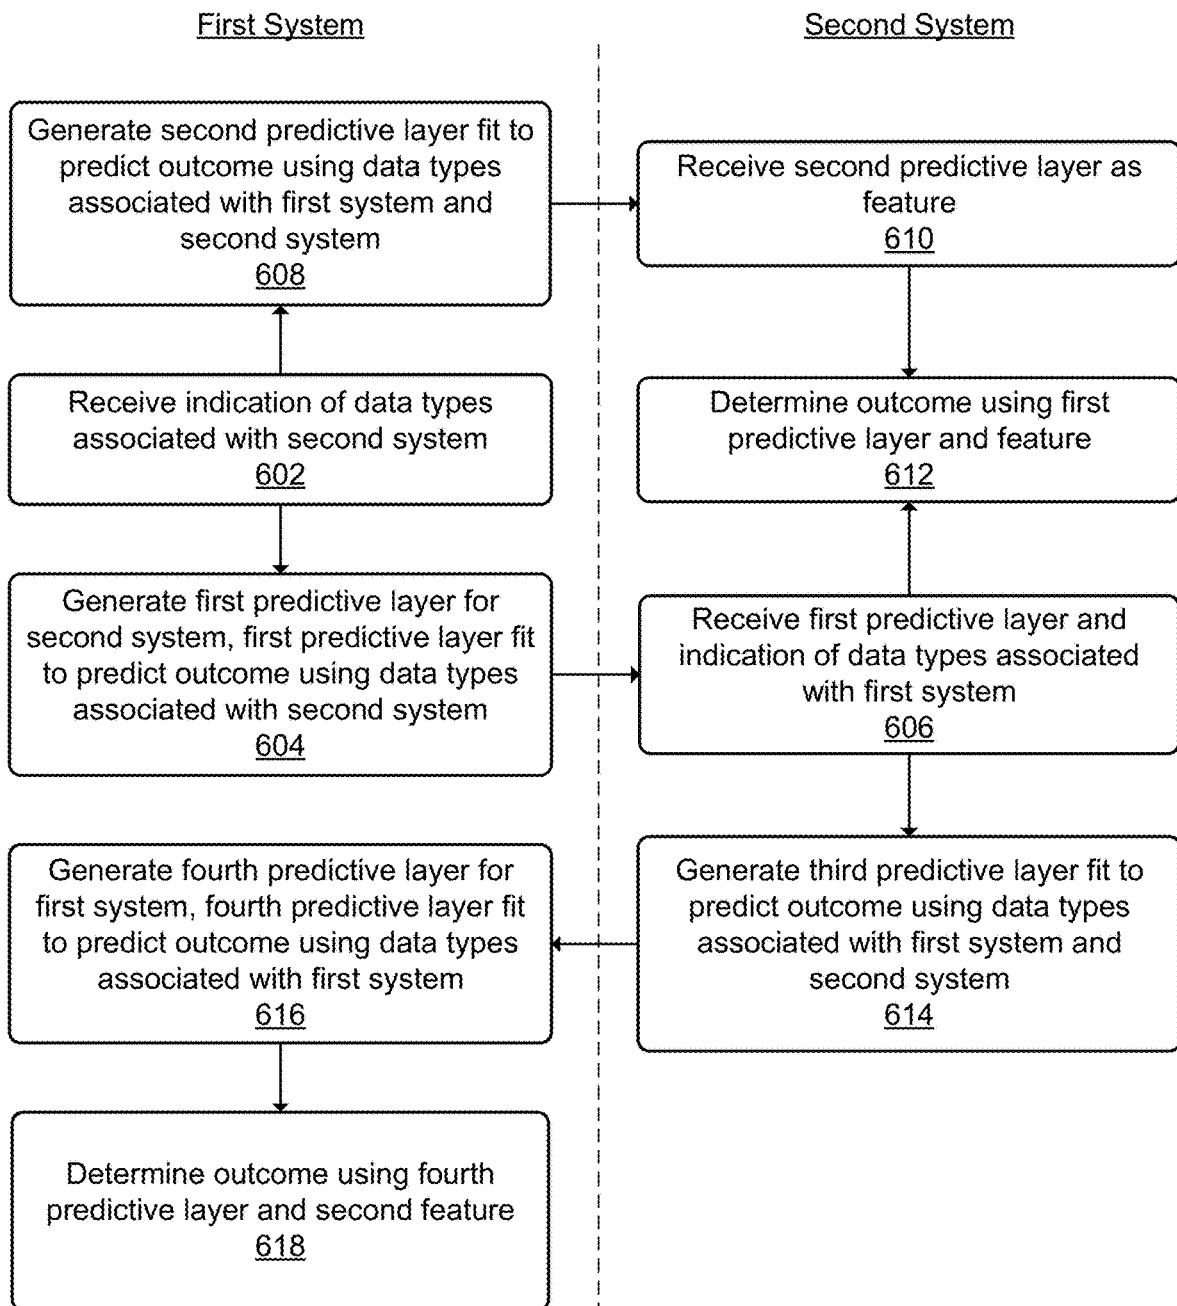 First System
Second System
Generate second predictive layer fit to
predict outcome using data types
associated with first system and
second system
608
Receive second predictive layer as
feature
610
Receive indication of data types
associated with second system
602
Determine outcome using first
predictive layer and feature
612
Generate first predictive layer for
second system, first predictive layer fit
to predict outcome using data types
associated with second system
604
Receive first predictive layer and
indication of data types associated
with first system
606
Generate fourth predictive layer for
first system, fourth predictive layer fit
to predict outcome using data types
associated with first system
616
Generate third predictive layer fit to
predict outcome using data types
associated with first system and
second system
614
Determine outcome using fourth
predictive layer and second feature
618